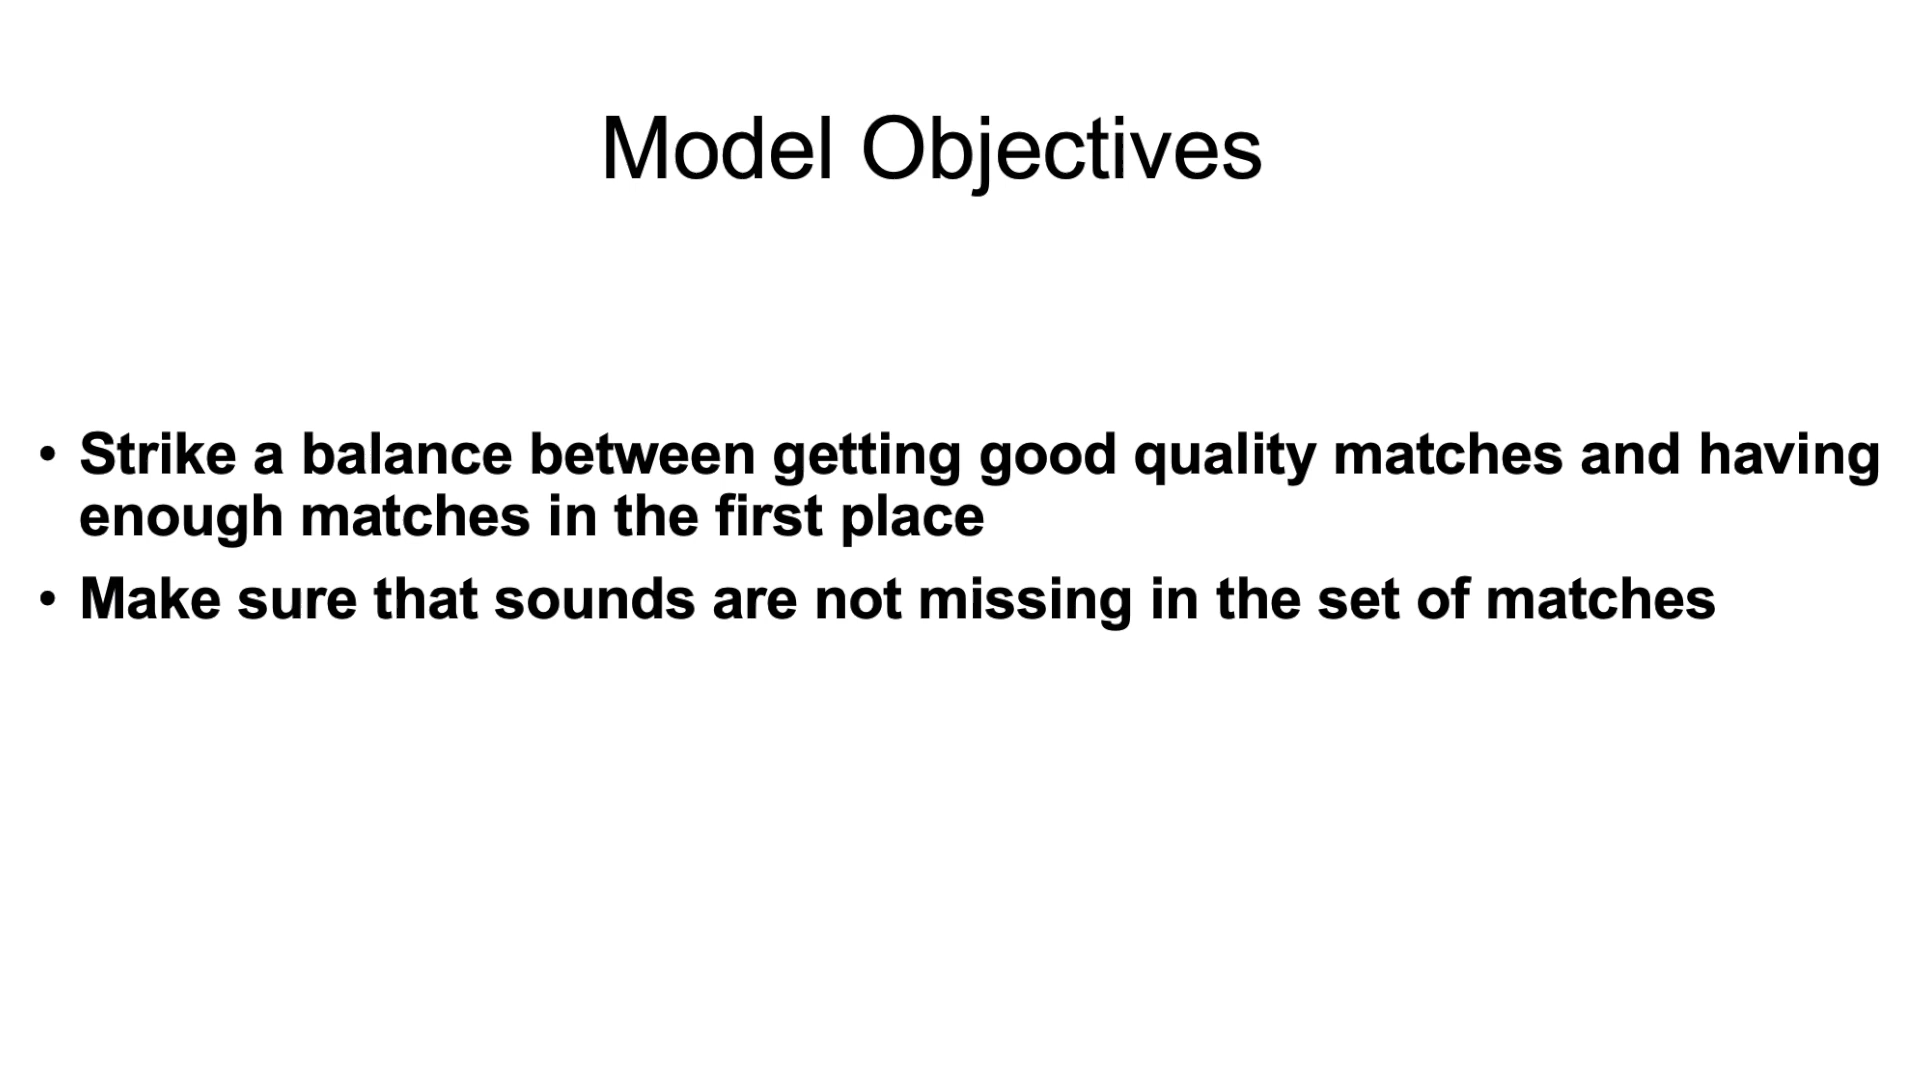 Model Objectives
• Strike a balance between getting good quality matches and having
enough matches in the first place
• Make sure that sounds are not missing in the set of matches